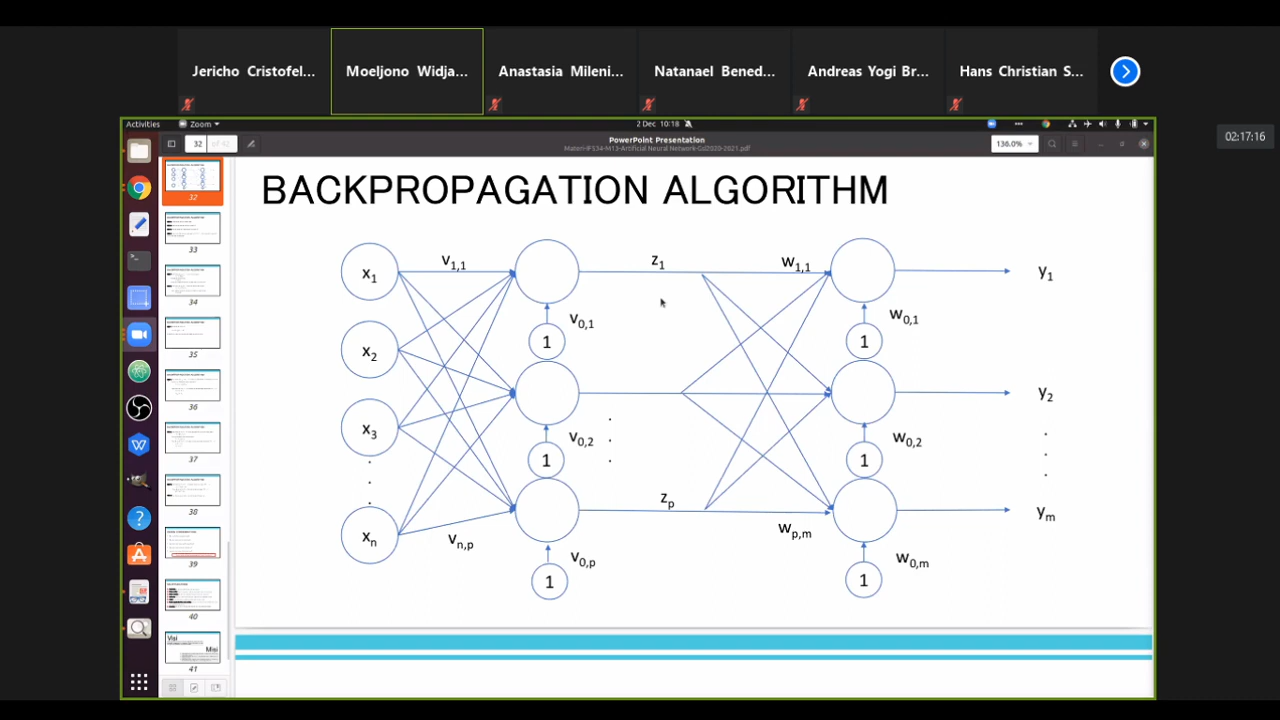 Jericho Cristofel...
Moeljono Widja...
Anastasia Mileni...
Natanael Bened...
Andreas Yogi Br...
Hans Christian S...
02:17:16
Activities
Zoom
2 Dec 10:18
32 of 42
PowerPoint Presentation
136.0%
BACKPROPAGATION ALGORITHM
x1 v1,1 z1 w1,1 y1
v0,1 w0,1
1 1
x2 y2
x3 v0,2 w0,2
1 1
zp
xn vn,p wp,m ym
v0,p w0,m
1 1
32
33
34
35
36
37
38
39
40
Visi
Misi
41